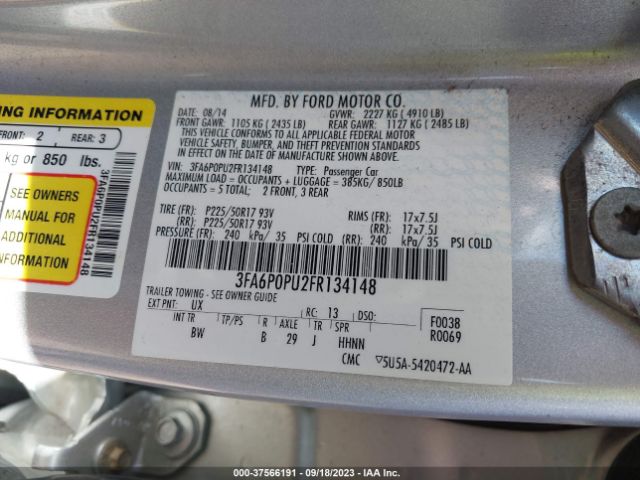 NG INFORMATION
FRONT: 2 REAR: 3
kg or 850 lbs.
SEE OWNERS
MANUAL FOR
ADDITIONAL
INFORMATION
3FA6P0PU2FR134148
MFD. BY FORD MOTOR CO.
DATE: 08/14 GVWR: 2227 KG ( 4910 LB)
FRONT GAWR: 1105 KG ( 2435 LB) REAR GAWR: 1127 KG ( 2485 LB)
THIS VEHICLE CONFORMS TO ALL APPLICABLE FEDERAL MOTOR
VEHICLE SAFETY, BUMPER, AND THEFT PREVENTION STANDARDS
IN EFFECT ON THE DATE OF MANUFACTURE SHOWN ABOVE.
VIN: 3FA6P0PU2FR134148 TYPE: Passenger Car
MAXIMUM LOAD = OCCUPANTS + LUGGAGE = 385KG/ 850LB
OCCUPANTS = 5 TOTAL; 2 FRONT, 3 REAR
TIRE (FR): P225/50R17 93V RIMS (FR): 17x7.5J
(RR): P225/50R17 93V (RR): 17x7.5J
PRESSURE (FR): 240 kPa/ 35 PSI COLD (RR): 240 kPa/ 35 PSI COLD
3FA6P0PU2FR134148
TRAILER TOWING - SEE OWNER GUIDE
EXT PNT: UX RC: 13 DSO: F0038
INT TR TP/PS R AXLE TR SPR R0069
BW B 29 J HHNN
CMC ▽5U5A-5420472-AA
0-37566191 - 09/18/2023 - IAA Inc.